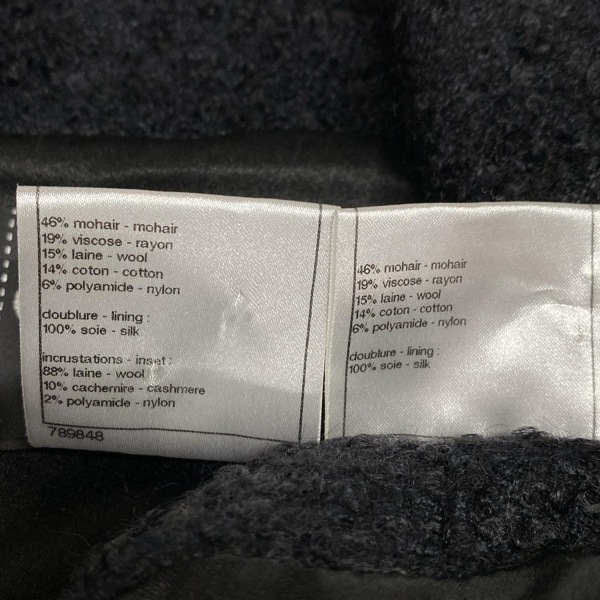 46% mohair - mohair
19% viscose - rayon
15% laine - wool
14% coton - cotton
6% polyamide - nylon
doublure - lining :
100% soie - silk
incrustations - inset :
88% laine - wool
10% cachemire - cashmere
2% polyamide - nylon
789848
46% mohair - mohair
19% viscose - rayon
15% laine - wool
14% coton - cotton
6% polyamide - nylon
doublure - lining :
100% soie - silk